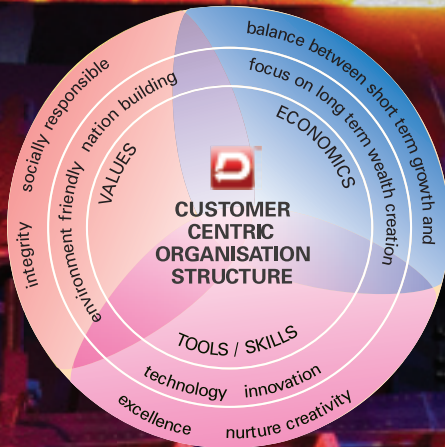 balance between short term growth and
focus on long term wealth creation
ECONOMICS
socially responsible
integrity
nation building
environment friendly
VALUES
CUSTOMER
CENTRIC
ORGANISATION
STRUCTURE
TOOLS / SKILLS
technology innovation
excellence nurture creativity